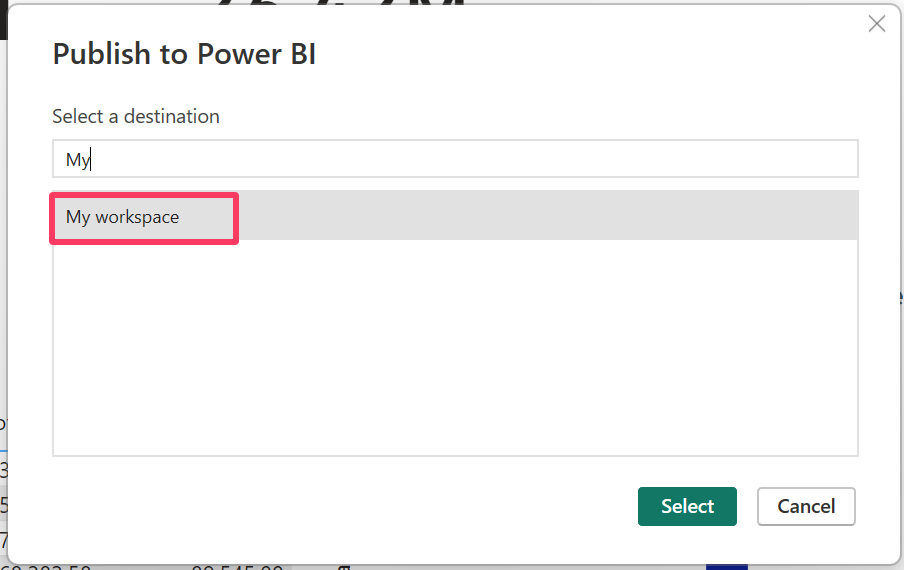 Publish to Power BI
Select a destination
My
My workspace
Select
Cancel